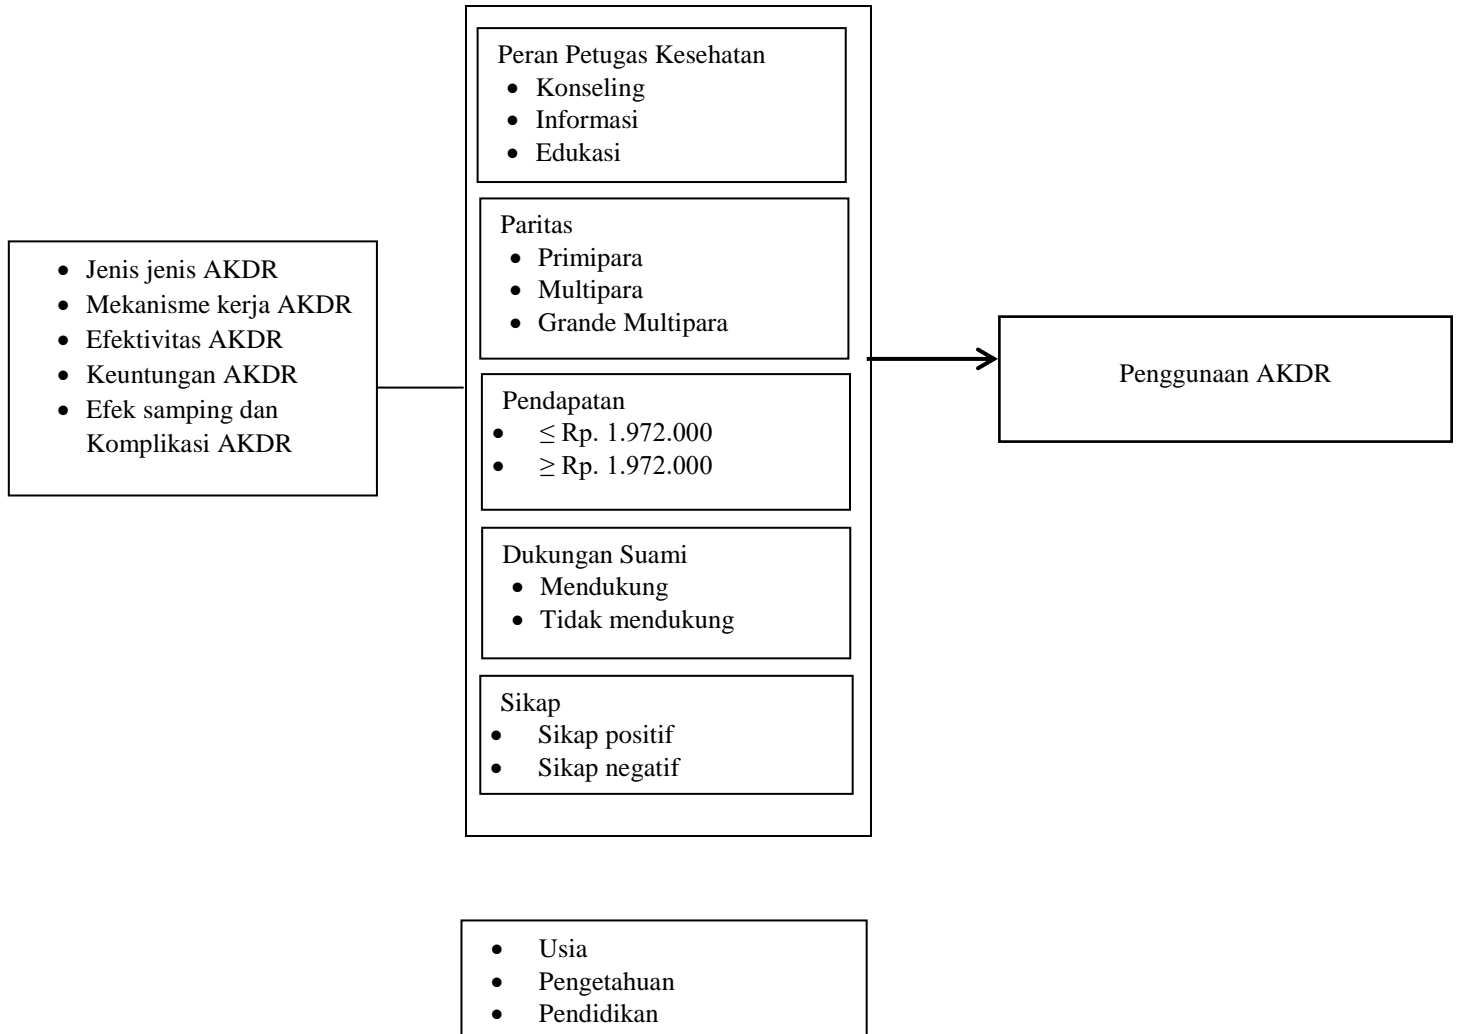 Jenis jenis AKDR
Mekanisme kerja AKDR
Efektivitas AKDR
Keuntungan AKDR
Efek samping dan
Komplikasi AKDR
Peran Petugas Kesehatan
Konseling
Informasi
Edukasi
Paritas
Primipara
Multipara
Grande Multipara
Pendapatan
≤ Rp. 1.972.000
≥ Rp. 1.972.000
Dukungan Suami
Mendukung
Tidak mendukung
Sikap
Sikap positif
Sikap negatif
Penggunaan AKDR
Usia
Pengetahuan
Pendidikan